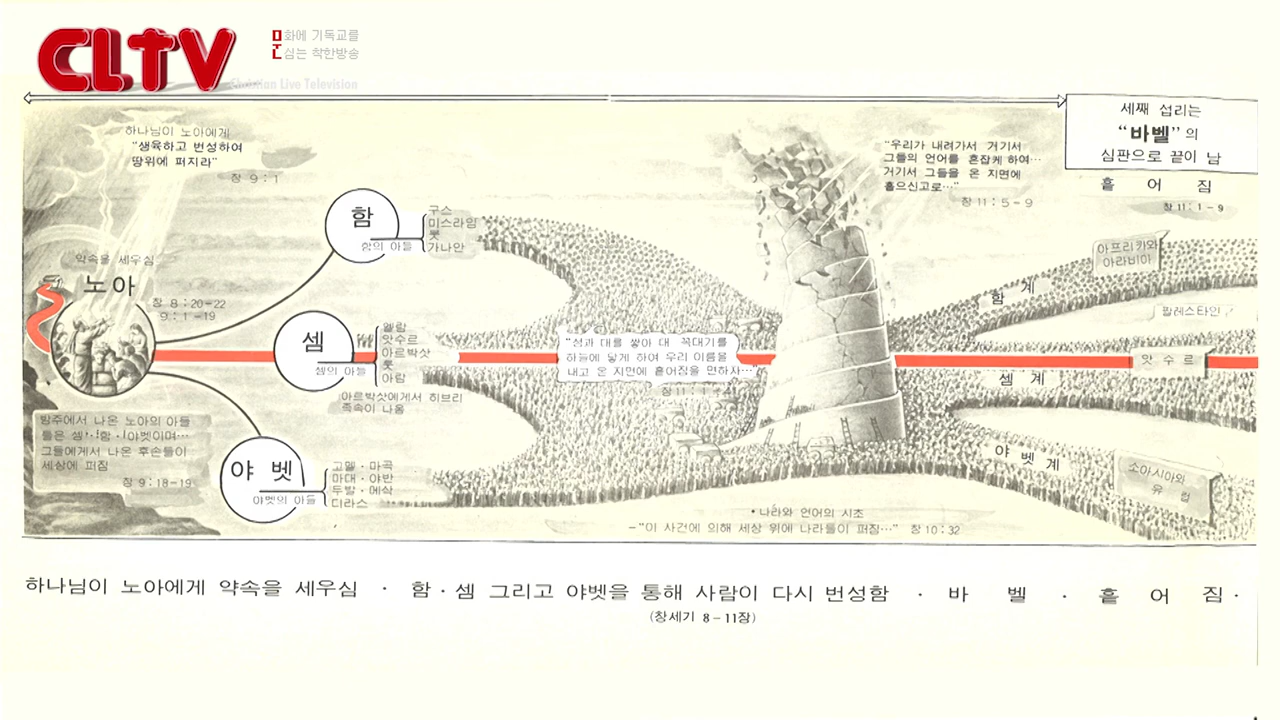 CLTV
문화에 기독교를
심는 착한방송
Christian Live Television
세째 섭리는
“바벨”의
심판으로 끝이 남
흩 어 짐
창 11 : 1 – 9
하나님이 노아에게
“생육하고 번성하여
땅위에 퍼지라”
창 9 : 1
“우리가 내려가서 거기서
그들의 언어를 혼잡케 하여…
거기서 그들을 온 지면에
흩으신고로…”
창 11 : 5 – 9
함
함의 아들
구스
미스라임
붓
가나안
약속을 세우심
노아
창 8 : 20 – 22
9 : 1 – 19
셈
셈의 아들
엘람
앗수르
아르박삿
룻
아람
아르박삿에게서 히브리
족속이 나옴
“성과 대를 쌓아 대 꼭대기를
하늘에 닿게 하여 우리 이름을
내고 온 지면에 흩어짐을 면하자…”
창 11 : 1 – 4
아프리카와
아라비아
함 계
팔레스타인
앗 수 르
셈 계
야 벳 계
소아시아와
유 럽
방주에서 나온 노아의 아들
들은 셈·함·야벳이며…
그들에게서 나온 후손들이
세상에 퍼짐
창 9 : 18 – 19
야 벳
야벳의 아들
고멜 · 마곡
마대 · 야반
두발 · 메삭
디라스
• 나라와 언어의 시초
– “이 사건에 의해 세상 위에 나라들이 퍼짐…” 창 10 : 32
하나님이 노아에게 약속을 세우심 · 함 · 셈 그리고 야벳을 통해 사람이 다시 번성함 · 바 벨 · 흩 어 짐 ·
(창세기 8 – 11장)